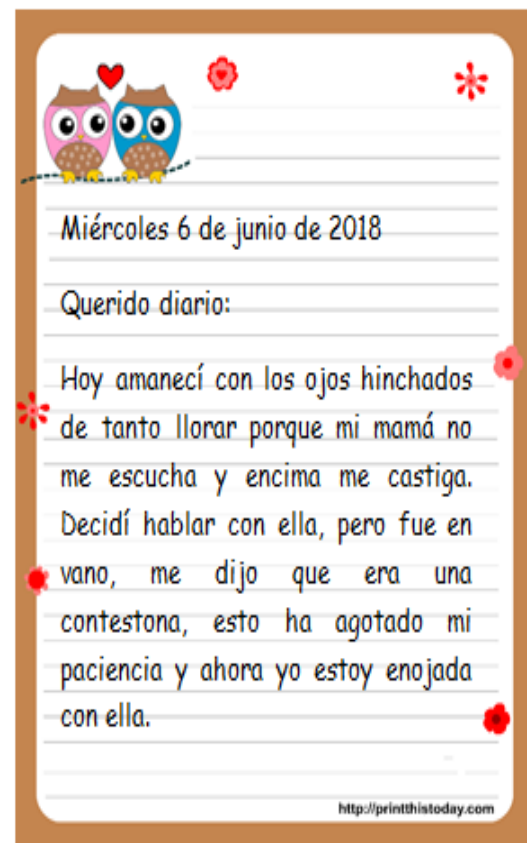 Miércoles 6 de junio de 2018
Querido diario:
Hoy amanecí con los ojos hinchados
de tanto llorar porque mi mamá no
me escucha y encima me castiga.
Decidí hablar con ella, pero fue en
vano, me dijo que era una
contestona, esto ha agotado mi
paciencia y ahora yo estoy enojada
con ella.
http://printthistoday.com